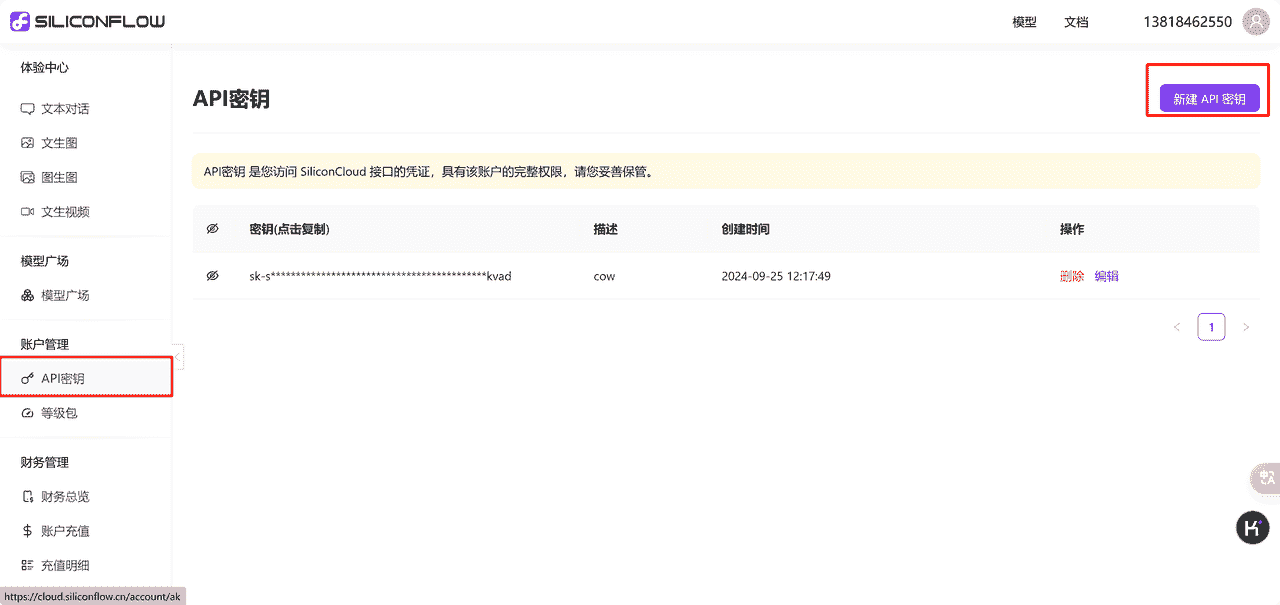 SILICONFLOW
模型 文档 13818462550
体验中心
文本对话
文生图
图生图
文生视频
模型广场
模型广场
账户管理
API密钥
等级包
财务管理
财务总览
账户充值
充值明细
https://cloud.siliconflow.cn/account/ak
API密钥
新建 API 密钥
API密钥 是您访问 SiliconCloud 接口的凭证，具有该账户的完整权限，请您妥善保管。
密钥(点击复制) 描述 创建时间 操作
sk-s********************************************kvad cow 2024-09-25 12:17:49 删除 编辑
1